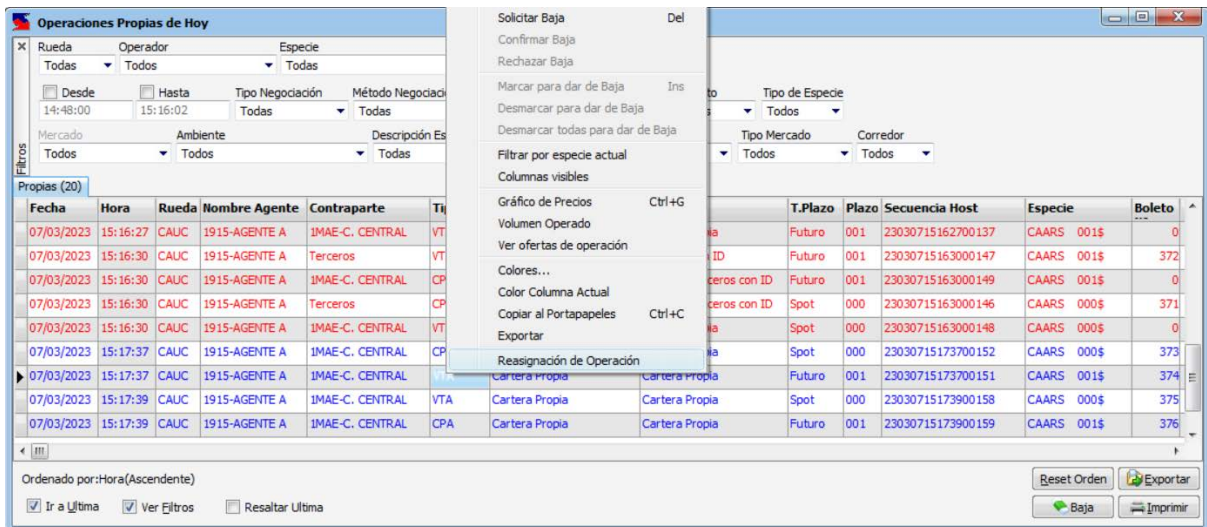 Operaciones Propias de Hoy
Rueda Operador Especie
Todas Todos Todas
Desde Hasta Tipo Negociación Método Negociaci to Tipo de Especie
14:48:00 15:16:02 Todas Todas Todos
Mercado Ambiente Descripción Es Tipo Mercado Corredor
Todos Todos Todas Todos Todos
Filtros
Propias (20)
Solicitar Baja Del
Confirmar Baja
Rechazar Baja
Marcar para dar de Baja Ins
Desmarcar para dar de Baja
Desmarcar todas para dar de Baja
Filtrar por especie actual
Columnas visibles
Gráfico de Precios Ctrl+G
Volumen Operado
Ver ofertas de operación
Colores...
Color Columna Actual
Copiar al Portapapeles Ctrl+C
Exportar
Reasignación de Operación
Fecha Hora Rueda Nombre Agente Contraparte Ti T.Plazo Plazo Secuencia Host Especie Boleto
07/03/2023 15:16:27 CAUC 1915-AGENTE A 1MAE-C. CENTRAL VT ia Futuro 001 23030715162700137 CAARS 001$ 0
07/03/2023 15:16:30 CAUC 1915-AGENTE A Terceros VT ID Futuro 001 23030715163000147 CAARS 001$ 372
07/03/2023 15:16:30 CAUC 1915-AGENTE A 1MAE-C. CENTRAL CP ceros con ID Futuro 001 23030715163000149 CAARS 001$ 0
07/03/2023 15:16:30 CAUC 1915-AGENTE A Terceros CP ceros con ID Spot 000 23030715163000146 CAARS 000$ 371
07/03/2023 15:16:30 CAUC 1915-AGENTE A 1MAE-C. CENTRAL VT ia Spot 000 23030715163000148 CAARS 000$ 0
07/03/2023 15:17:37 CAUC 1915-AGENTE A 1MAE-C. CENTRAL CP ia Spot 000 23030715173700152 CAARS 000$ 373
07/03/2023 15:17:37 CAUC 1915-AGENTE A 1MAE-C. CENTRAL VTA Cartera Propia Cartera Propia Futuro 001 23030715173700151 CAARS 001$ 374
07/03/2023 15:17:39 CAUC 1915-AGENTE A 1MAE-C. CENTRAL VTA Cartera Propia Cartera Propia Spot 000 23030715173900158 CAARS 000$ 375
07/03/2023 15:17:39 CAUC 1915-AGENTE A 1MAE-C. CENTRAL CPA Cartera Propia Cartera Propia Futuro 001 23030715173900159 CAARS 001$ 376
Ordenado por:Hora(Ascendente) Reset Orden Exportar
Ir a Ultima Ver Filtros Resaltar Ultima Baja Imprimir